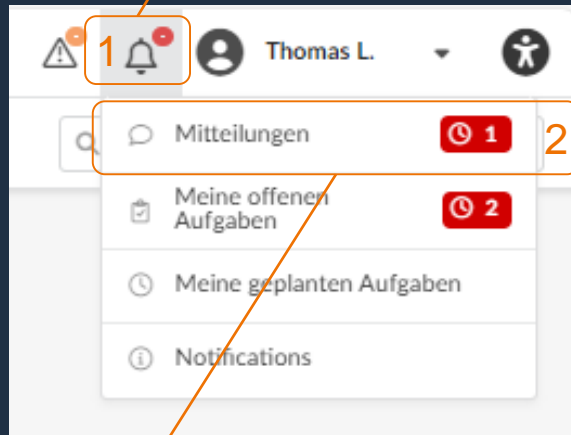 1 Thomas L.
Mitteilungen 1 2
Meine offenen
Aufgaben 2
Meine geplanten Aufgaben
Notifications